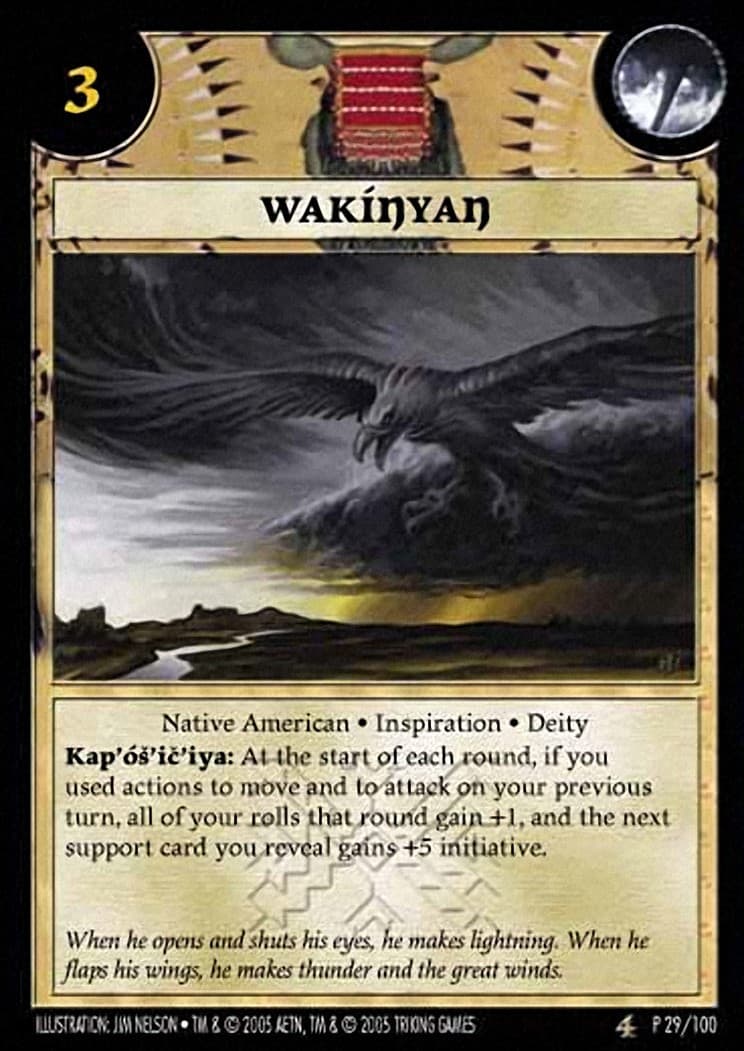 3
WAKÍŊYAŊ
Native American • Inspiration • Deity
Kap’óš’ič’iya: At the start of each round, if you
used actions to move and to attack on your previous
turn, all of your rolls that round gain +1, and the next
support card you reveal gains +5 initiative.
When he opens and shuts his eyes, he makes lightning. When he
flaps his wings, he makes thunder and the great winds.
ILLUSTRATION: JIM NELSON • TM & © 2005 AETN, TM & © 2005 TRIKING GAMES
P 29/100